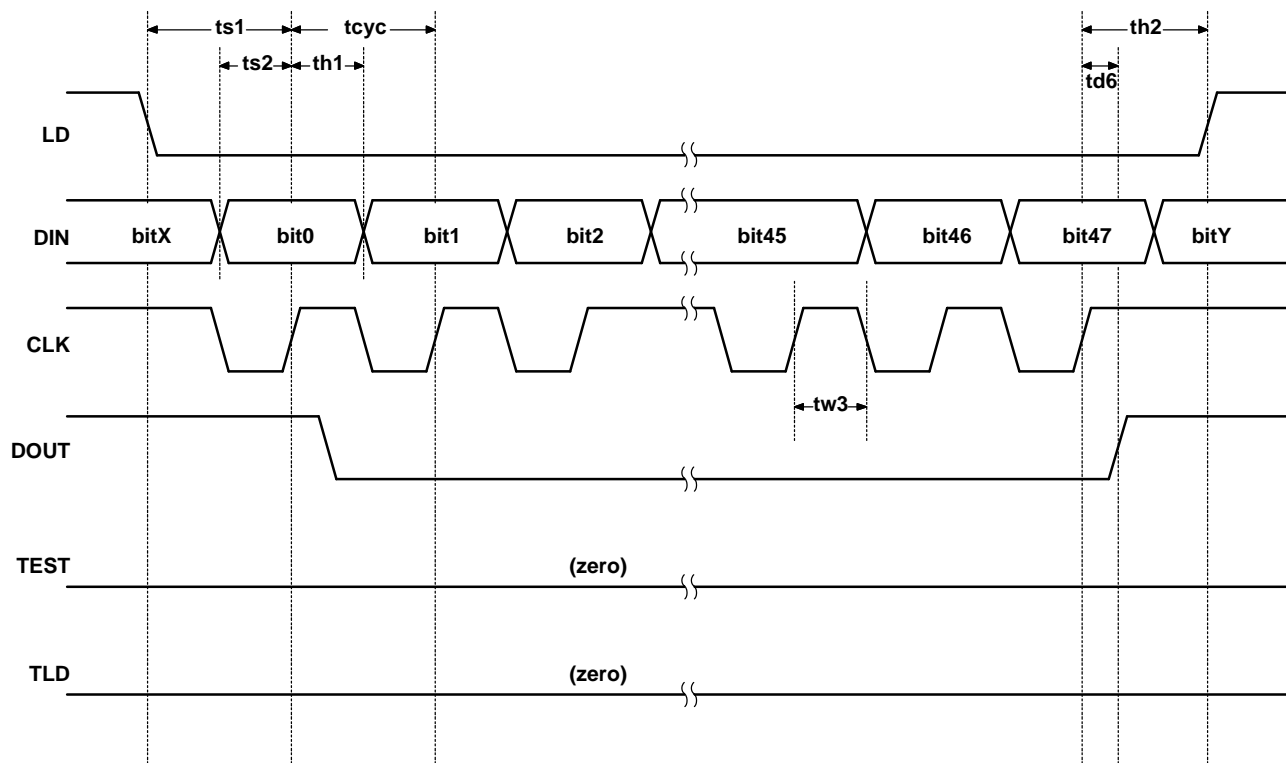 ts1 tcyc th2
ts2 th1 td6
LD
DIN bitX bit0 bit1 bit2 bit45 bit46 bit47 bitY
CLK
tw3
DOUT
TEST (zero)
TLD (zero)